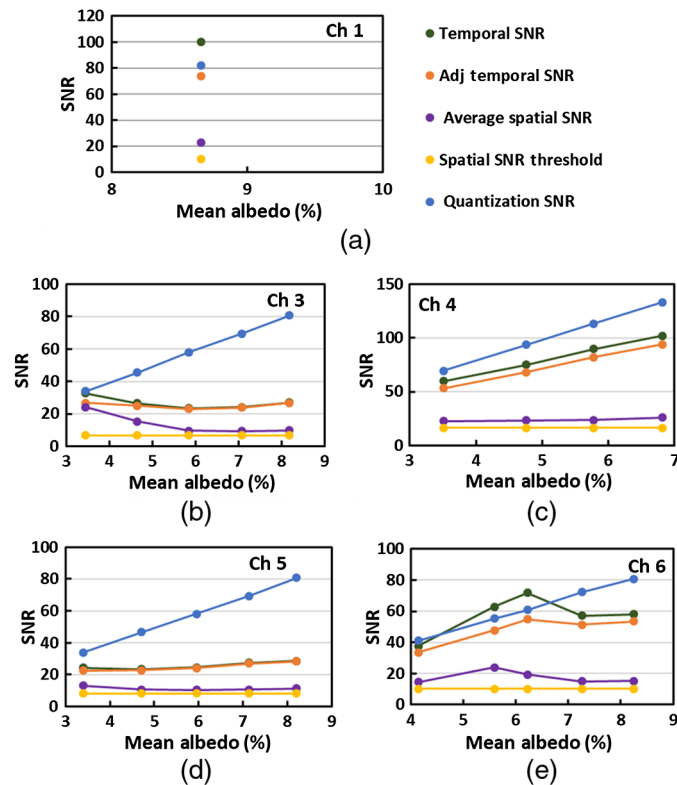 120
100
80
60
40
20
0
SNR
Ch 1
8
9
10
Mean albedo (%)
(a)
Temporal SNR
Adj temporal SNR
Average spatial SNR
Spatial SNR threshold
Quantization SNR
100
80
60
40
20
0
SNR
Ch 3
3
4
5
6
7
8
9
Mean albedo (%)
(b)
150
100
50
0
SNR
Ch 4
3
4
5
6
7
Mean albedo (%)
(c)
100
80
60
40
20
0
SNR
Ch 5
3
4
5
6
7
8
9
Mean albedo (%)
(d)
100
80
60
40
20
0
SNR
Ch 6
4
5
6
7
8
9
Mean albedo (%)
(e)